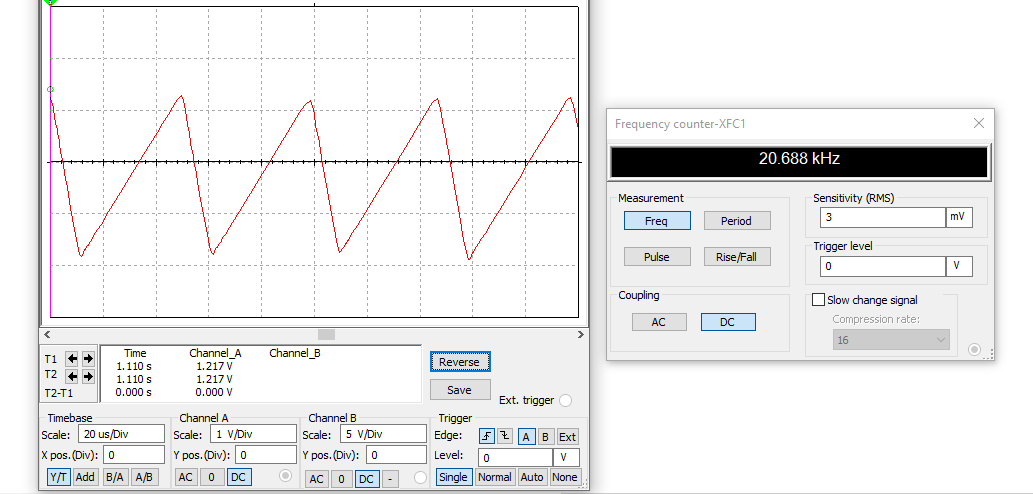 Frequency counter-XFC1
20.688 kHz
Measurement
Freq Period
Pulse Rise/Fall
Coupling
AC DC
Sensitivity (RMS)
3 mV
Trigger level
0 V
Slow change signal
Compression rate:
16
T1
T2
T2-T1
Time Channel_A Channel_B
1.110 s 1.217 V
1.110 s 1.217 V
0.000 s 0.000 V
Reverse
Save
Ext. trigger
Timebase
Scale: 20 us/Div
X pos.(Div): 0
Y/T Add B/A A/B
Channel A
Scale: 1 V/Div
Y pos.(Div): 0
AC 0 DC
Channel B
Scale: 5 V/Div
Y pos.(Div): 0
AC 0 DC -
Trigger
Edge: A B Ext
Level: 0 V
Single Normal Auto None